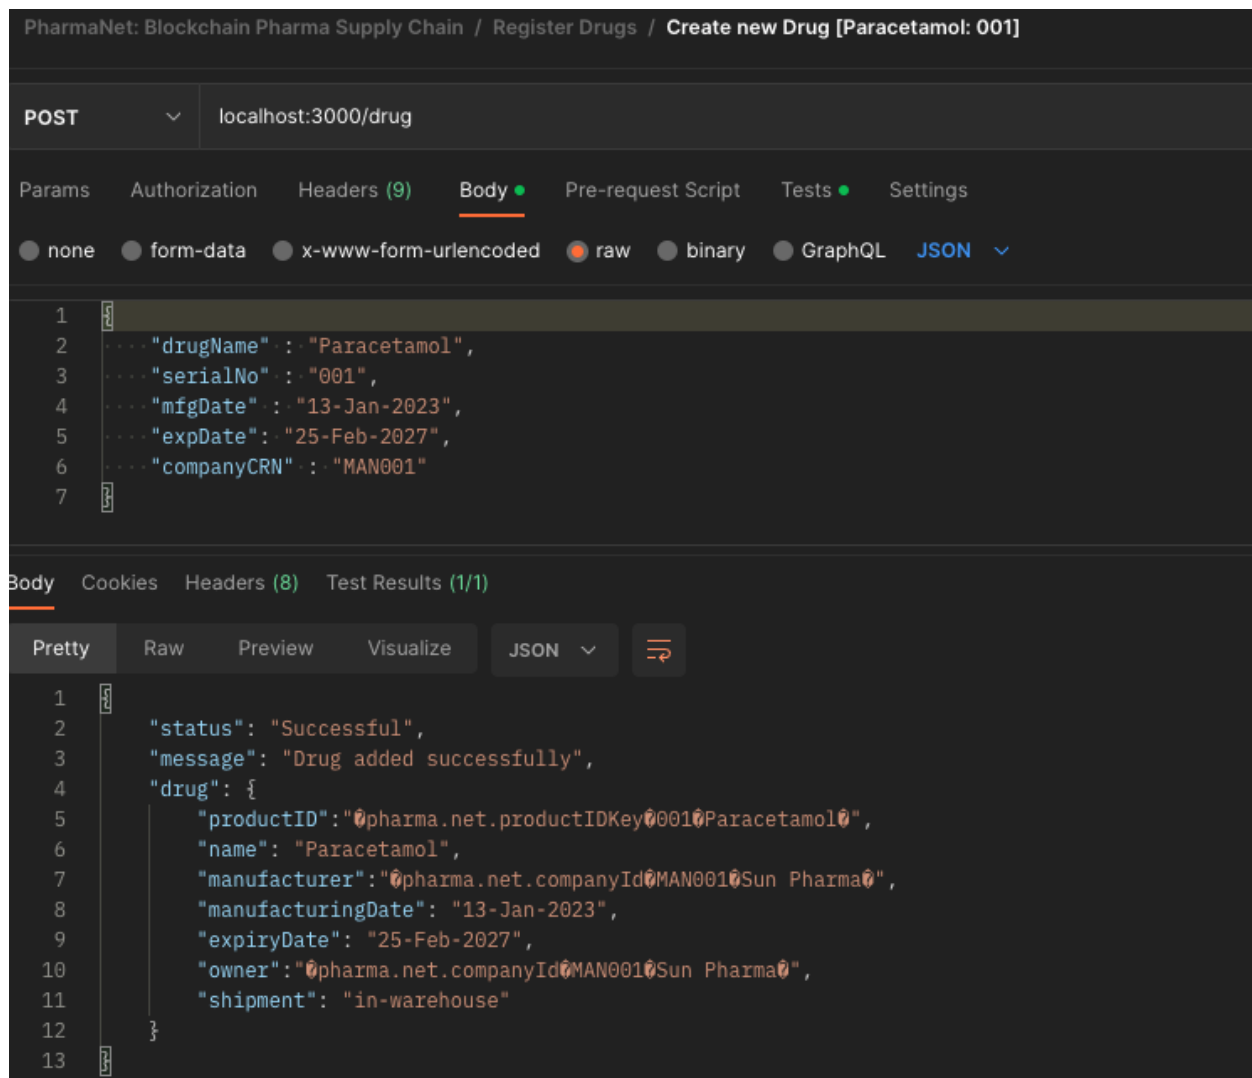 PharmaNet: Blockchain Pharma Supply Chain / Register Drugs / Create new Drug [Paracetamol: 001]
POST localhost:3000/drug
Params Authorization Headers (9) Body Pre-request Script Tests Settings
none form-data x-www-form-urlencoded raw binary GraphQL JSON
1 {
2 "drugName" : "Paracetamol",
3 "serialNo" : "001",
4 "mfgDate" : "13-Jan-2023",
5 "expDate": "25-Feb-2027",
6 "companyCRN" : "MAN001"
7 }
Body Cookies Headers (8) Test Results (1/1)
Pretty Raw Preview Visualize JSON
1 {
2 "status": "Successful",
3 "message": "Drug added successfully",
4 "drug": {
5 "productID":"�pharma.net.productIDKey�001�Paracetamol�",
6 "name": "Paracetamol",
7 "manufacturer":"�pharma.net.companyId�MAN001�Sun Pharma�",
8 "manufacturingDate": "13-Jan-2023",
9 "expiryDate": "25-Feb-2027",
10 "owner":"�pharma.net.companyId�MAN001�Sun Pharma�",
11 "shipment": "in-warehouse"
12 }
13 }